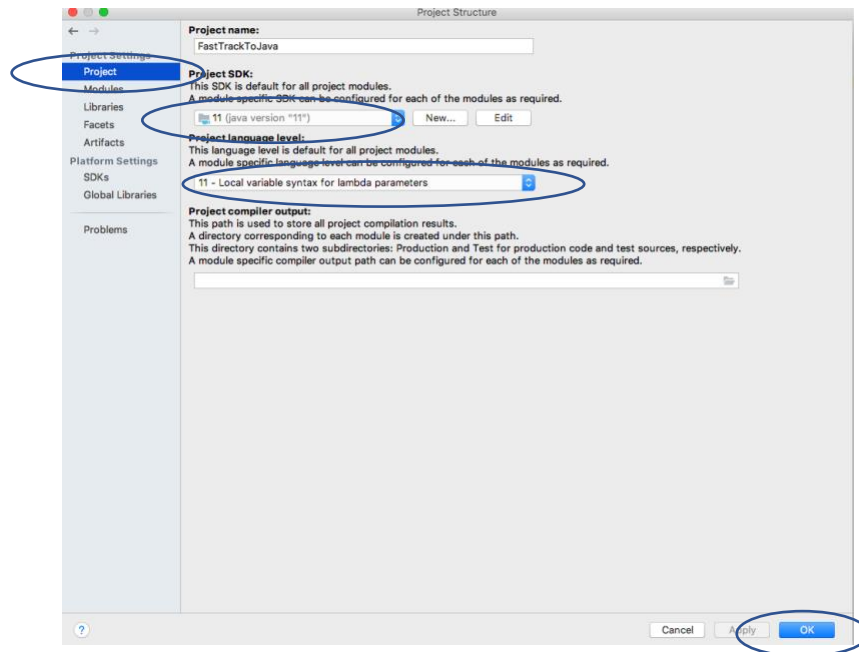 Project Structure
Project Settings
Project
Modules
Libraries
Facets
Artifacts
Platform Settings
SDKs
Global Libraries
Problems
Project name:
FastTrackToJava
Project SDK:
This SDK is default for all project modules.
A module specific SDK can be configured for each of the modules as required.
11 (java version "11")
New...
Edit
Project language level:
This language level is default for all project modules.
A module specific language level can be configured for each of the modules as required.
11 - Local variable syntax for lambda parameters
Project compiler output:
This path is used to store all project compilation results.
A directory corresponding to each module is created under this path.
This directory contains two subdirectories: Production and Test for production code and test sources, respectively.
A module specific compiler output path can be configured for each of the modules as required.
?
Cancel
Apply
OK